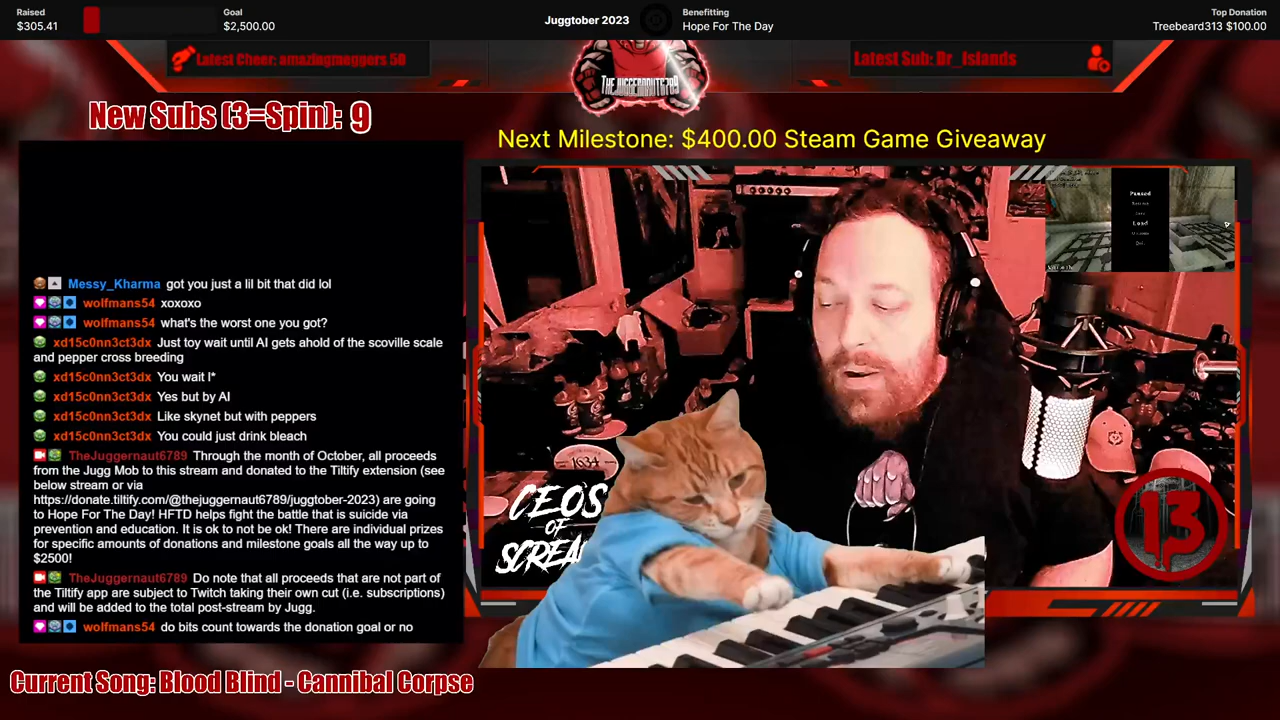 Raised
$305.41
Goal
$2,500.00
Juggtober 2023
Benefitting
Hope For The Day
Top Donation
Treebeard313 $100.00
Latest Cheer: amazingmeggers 50
THEJUGGERNAUT6789
Latest Sub: Dr_Islands
New Subs (3=Spin): 9
Next Milestone: $400.00 Steam Game Giveaway
Paused
Load
Messy_Kharma got you just a lil bit that did lol
wolfmans54 xoxoxo
wolfmans54 what's the worst one you got?
xd15c0nn3ct3dx Just toy wait until AI gets ahold of the scoville scale
and pepper cross breeding
xd15c0nn3ct3dx You wait l*
xd15c0nn3ct3dx Yes but by AI
xd15c0nn3ct3dx Like skynet but with peppers
xd15c0nn3ct3dx You could just drink bleach
TheJuggernaut6789 Through the month of October, all proceeds
from the Jugg Mob to this stream and donated to the Tiltify extension (see
below stream or via
https://donate.tiltify.com/@thejuggernaut6789/juggtober-2023) are going
to Hope For The Day! HFTD helps fight the battle that is suicide via
prevention and education. It is ok to not be ok! There are individual prizes
for specific amounts of donations and milestone goals all the way up to
$2500!
TheJuggernaut6789 Do note that all proceeds that are not part of
the Tiltify app are subject to Twitch taking their own cut (i.e. subscriptions)
and will be added to the total post-stream by Jugg.
wolfmans54 do bits count towards the donation goal or no
1634
CEOS
OF
SCREA
13
Current Song: Blood Blind - Cannibal Corpse